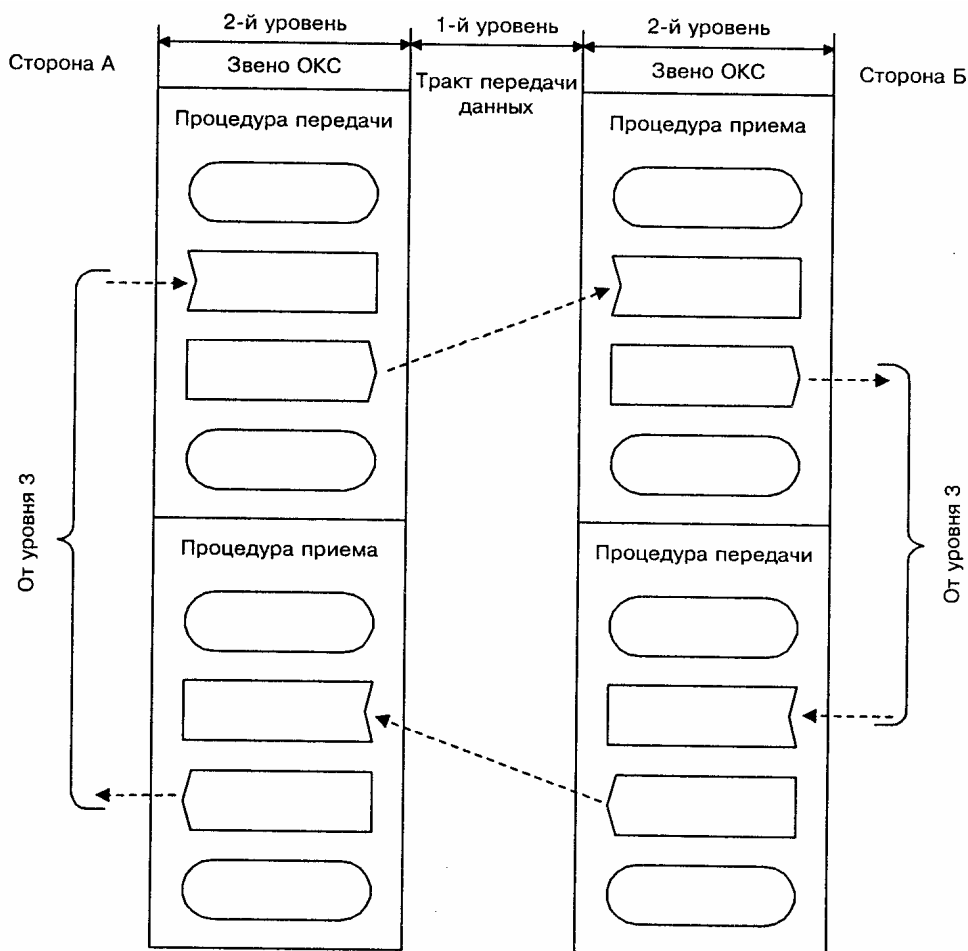 2-й уровень
1-й уровень
2-й уровень
Сторона А
Звено ОКС
Тракт передачи
данных
Звено ОКС
Сторона Б
Процедура передачи
Процедура приема
От уровня 3
От уровня 3
Процедура приема
Процедура передачи